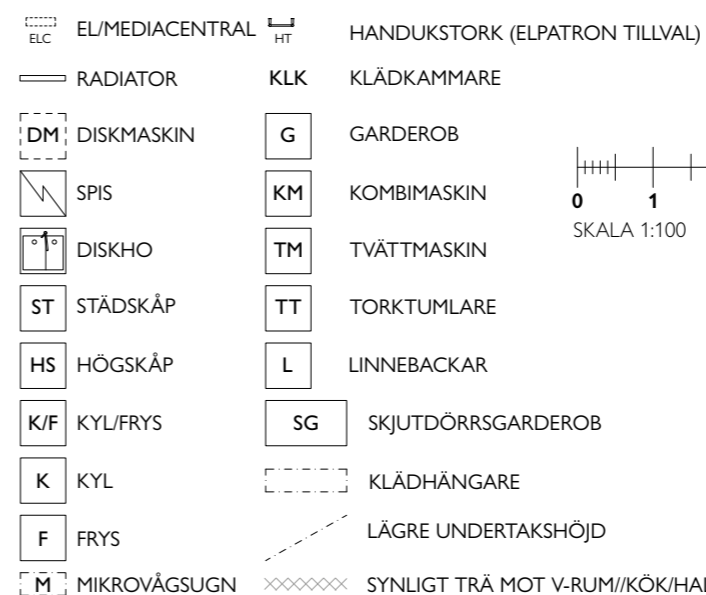 ELC EL/MEDIACENTRAL
RADIATOR
DM DISKMASKIN
SPIS
DISKHO
ST STÄDSKÅP
HS HÖGSKÅP
K/F KYL/FRYS
K KYL
F FRYS
M MIKROVÅGSUGN
HT HANDUKSTORK (ELPATRON TILLVAL)
KLK KLÄDKAMMARE
G GARDEROB
KM KOMBIMASKIN
TM TVÄTTMASKIN
TT TORKTUMLARE
L LINNEBACKAR
SG SKJUTDÖRRSGARDEROB
KLÄDHÄNGARE
LÄGRE UNDERTAKSHÖJD
SYNLIGT TRÄ MOT V-RUM//KÖK/HAL
0 1
SKALA 1:100